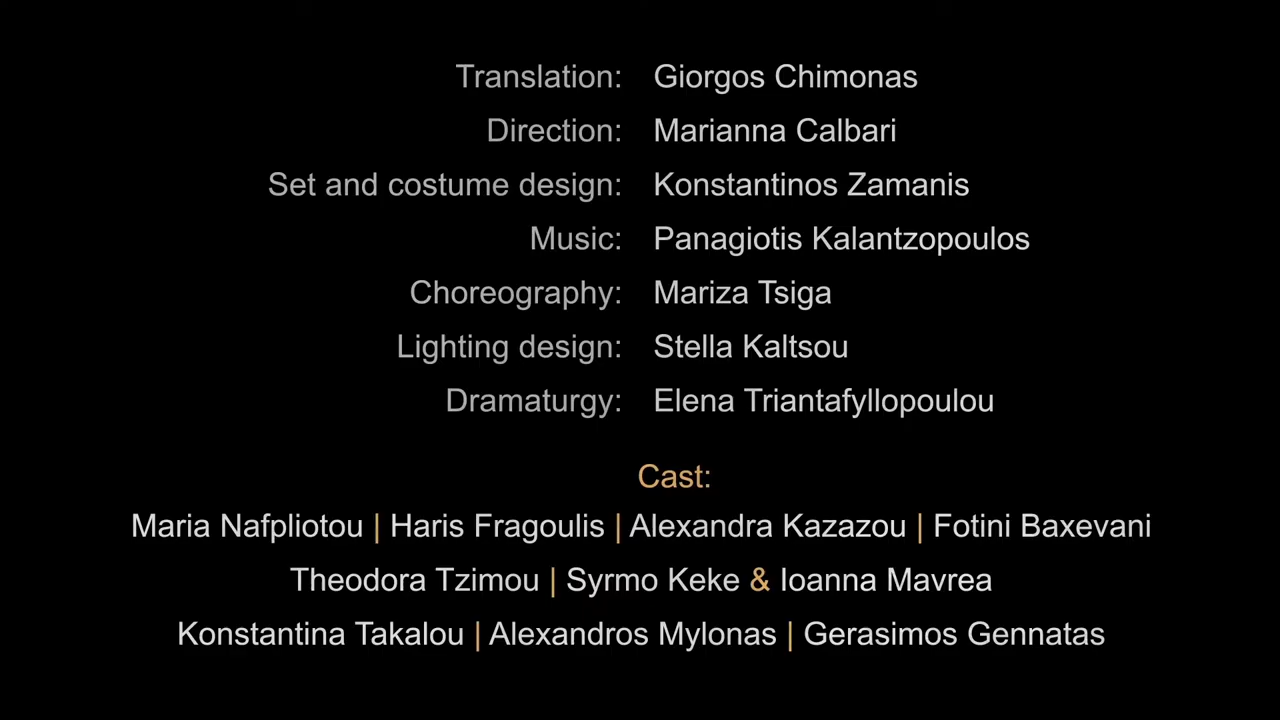 Translation: Giorgos Chimonas
Direction: Marianna Calbari
Set and costume design: Konstantinos Zamanis
Music: Panagiotis Kalantzopoulos
Choreography: Mariza Tsiga
Lighting design: Stella Kaltsou
Dramaturgy: Elena Triantafyllopoulou
Cast:
Maria Nafpliotou | Haris Fragoulis | Alexandra Kazazou | Fotini Baxevani
Theodora Tzimou | Syrmo Keke & Ioanna Mavrea
Konstantina Takalou | Alexandros Mylonas | Gerasimos Gennatas